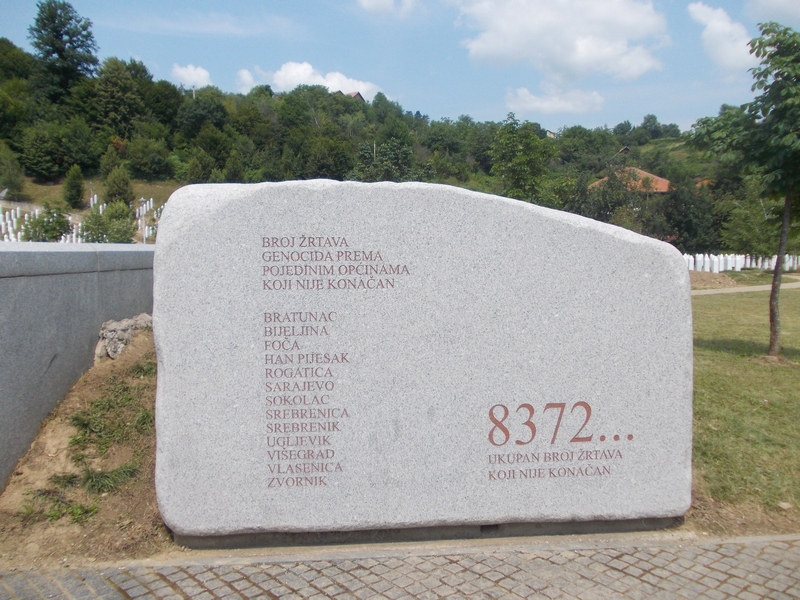 BROJ ŽRTAVA
GENOCIDA PREMA
POJEDINIM OPĆINAMA
KOJI NIJE KONAČAN
BRATUNAC
BIJELJINA
FOČA
HAN PIJESAK
ROGATICA
SARAJEVO
SOKOLAC
SREBRENICA
SREBRENIK
UGLJEVIK
VIŠEGRAD
VLASENICA
ZVORNIK
8372...
UKUPAN BROJ ŽRTAVA
KOJI NIJE KONAČAN